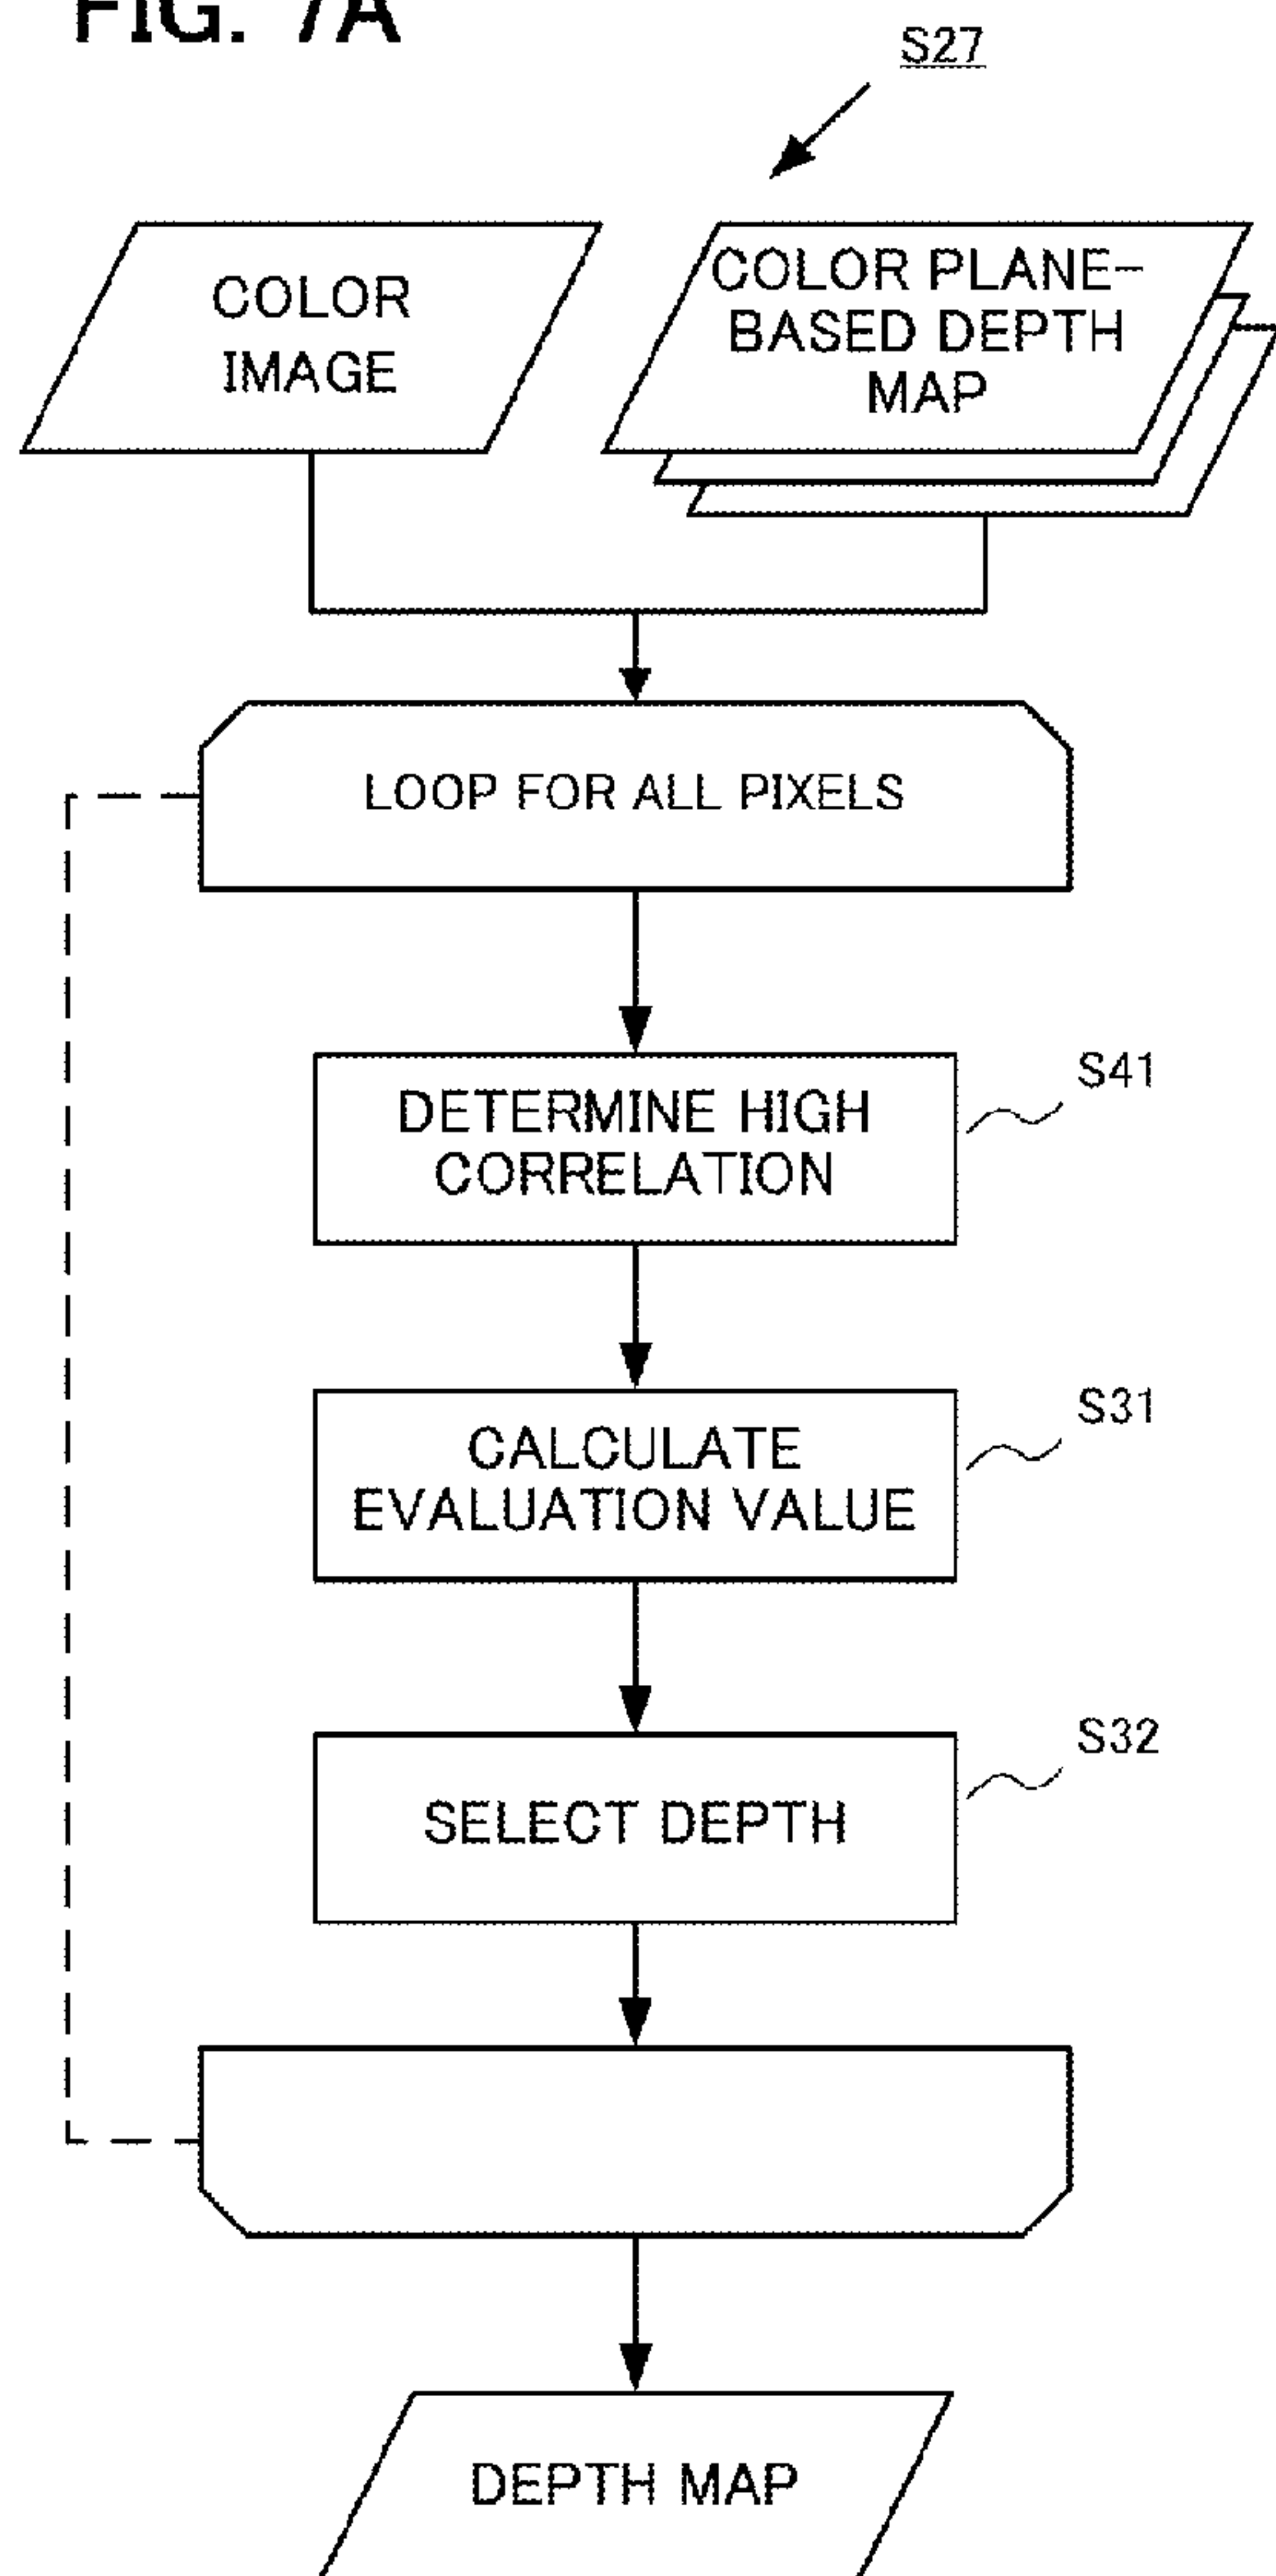 FIG. 7A
S27
COLOR
IMAGE
COLOR PLANE-
BASED DEPTH
MAP
LOOP FOR ALL PIXELS
DETERMINE HIGH
CORRELATION
S41
CALCULATE
EVALUATION VALUE
S31
SELECT DEPTH
S32
DEPTH MAP